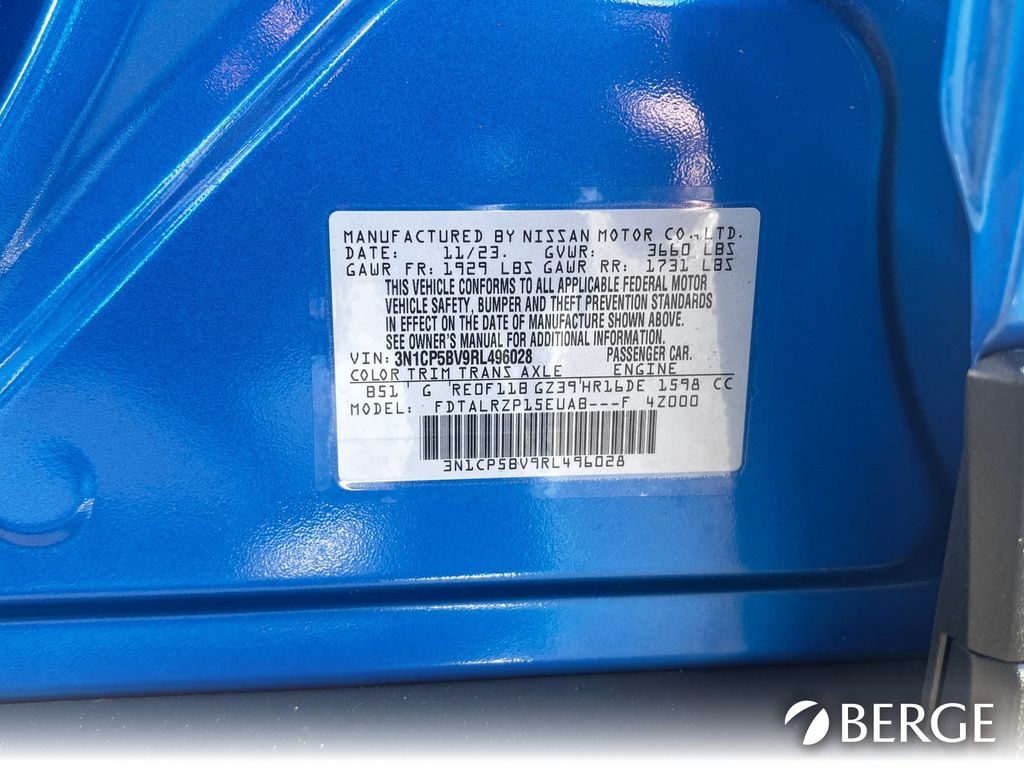 MANUFACTURED BY NISSAN MOTOR CO.,LTD.
DATE: 11/23. GVWR: 3660 LBS
GAWR FR: 1929 LBS GAWR RR: 1731 LBS
THIS VEHICLE CONFORMS TO ALL APPLICABLE FEDERAL MOTOR
VEHICLE SAFETY, BUMPER AND THEFT PREVENTION STANDARDS
IN EFFECT ON THE DATE OF MANUFACTURE SHOWN ABOVE.
SEE OWNER'S MANUAL FOR ADDITIONAL INFORMATION.
VIN: 3N1CP5BV9RL496028 PASSENGER CAR.
COLOR TRIM TRANS AXLE ENGINE
B51 ' G 'RE0F11B GZ39'HR16DE 1598 CC
MODEL: FDTALRZP15EUAB---F 4Z000
3N1CP5BV9RL496028
BERGE